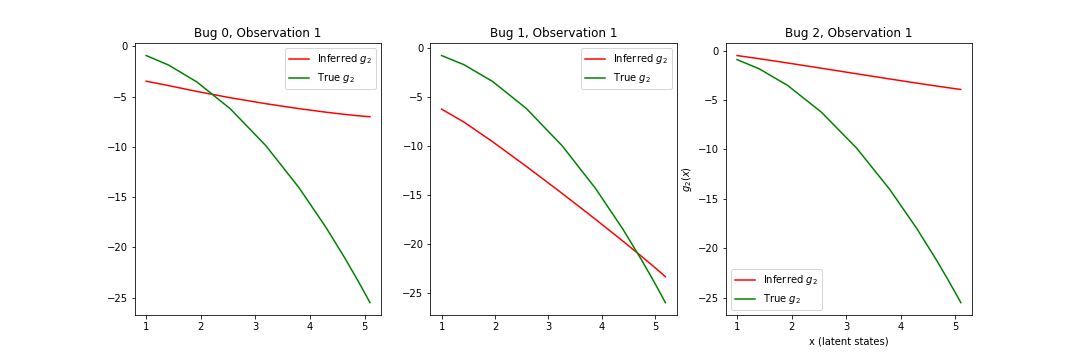 Bug 0, Observation 1
0
−5
−10
−15
−20
−25
1 2 3 4 5
Inferred g₂
True g₂
Bug 1, Observation 1
0
−5
−10
−15
−20
−25
1 2 3 4 5
Inferred g₂
True g₂
Bug 2, Observation 1
g₂(x)
0
−5
−10
−15
−20
−25
Inferred g₂
True g₂
1 2 3 4 5
x (latent states)